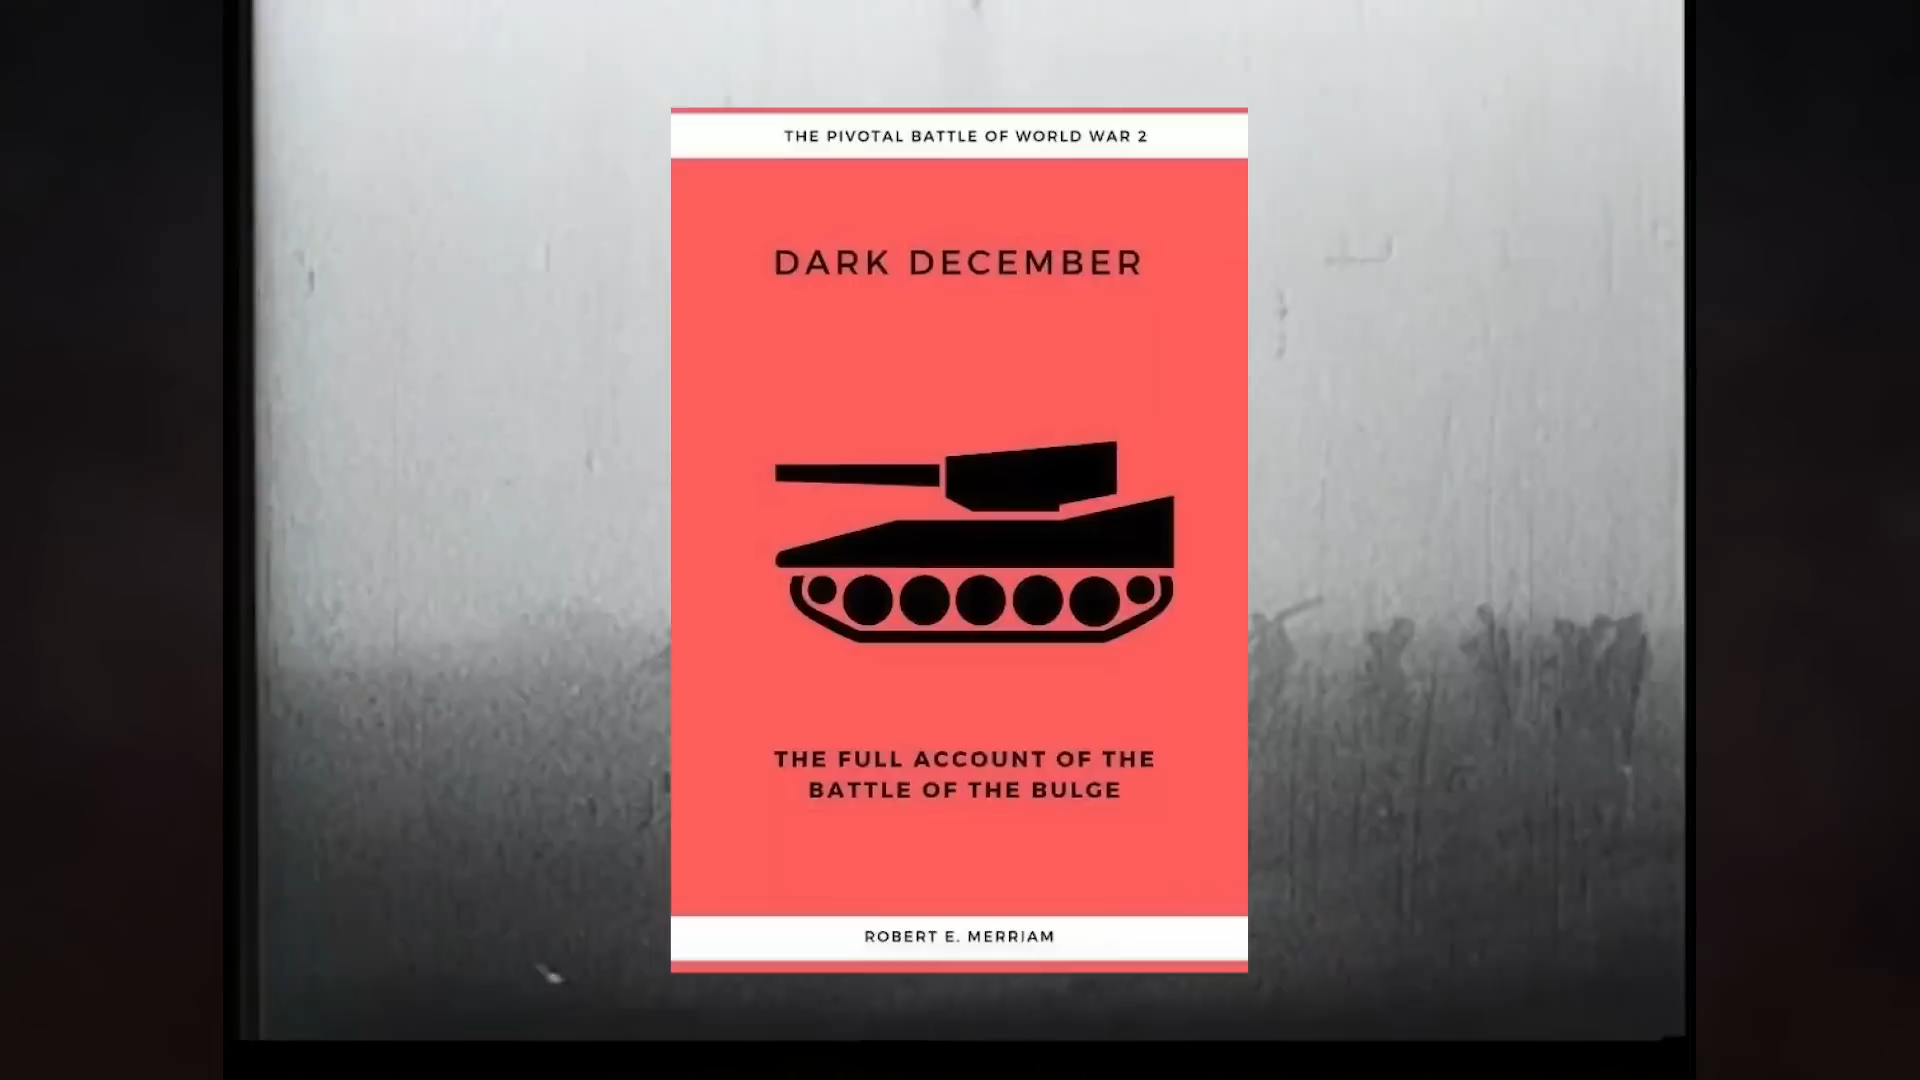 THE PIVOTAL BATTLE OF WORLD WAR 2
DARK DECEMBER
THE FULL ACCOUNT OF THE
BATTLE OF THE BULGE
ROBERT E. MERRIAM